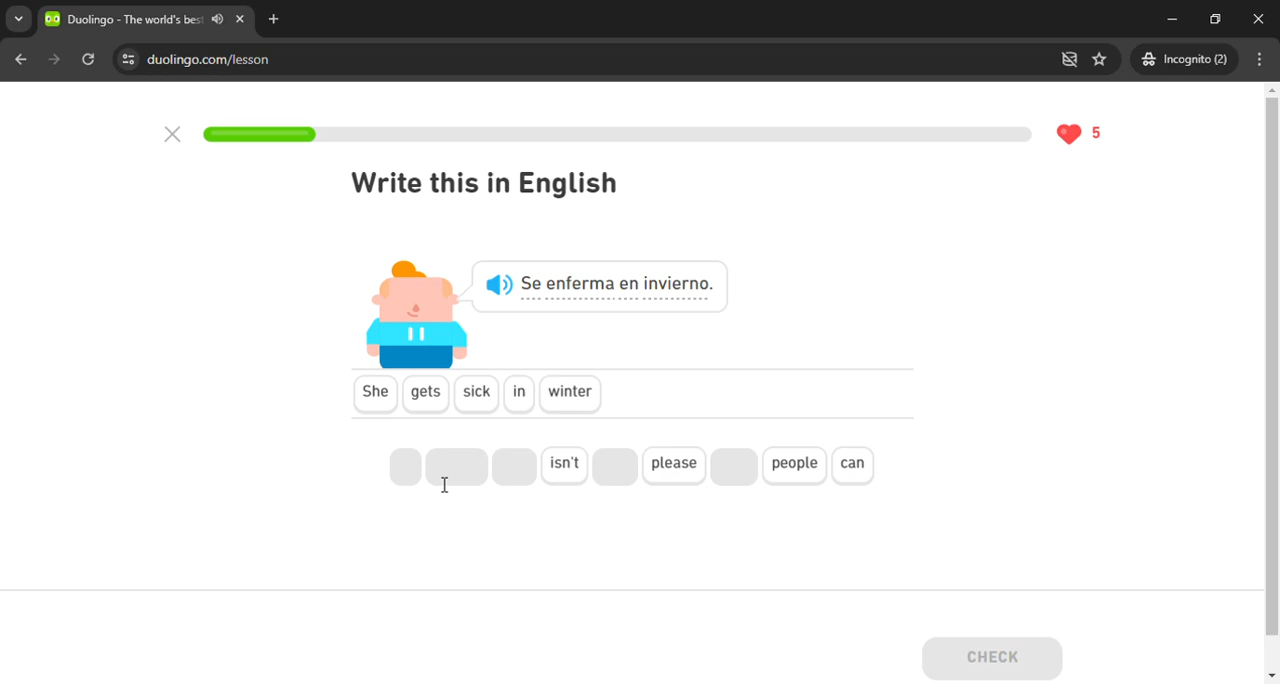 Duolingo - The world's best
duolingo.com/lesson
Incognito (2)
5
Write this in English
Se enferma en invierno.
She gets sick in winter
isn't please people can
CHECK